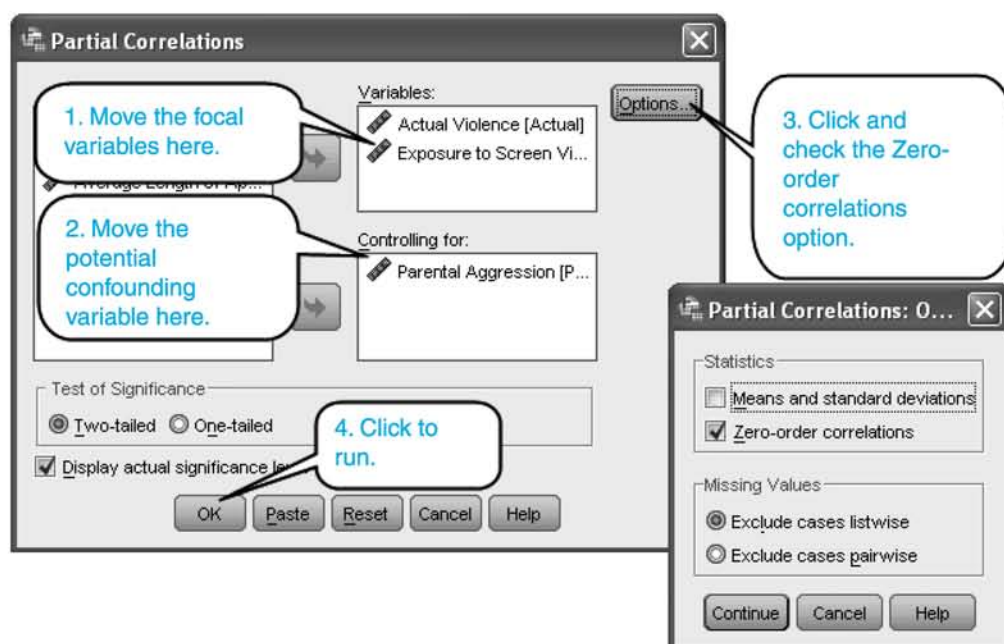 Partial Correlations
1. Move the focal
variables here.
Variables:
Actual Violence [Actual]
Exposure to Screen Vi...
Options...
3. Click and
check the Zero-
order
correlations
option.
2. Move the
potential
confounding
variable here.
Controlling for:
Parental Aggression [P...
Test of Significance
Two-tailed
One-tailed
4. Click to
run.
Display actual significance
OK
Paste
Reset
Cancel
Help
Partial Correlations: O...
Statistics
Means and standard deviations
Zero-order correlations
Missing Values
Exclude cases listwise
Exclude cases pairwise
Continue
Cancel
Help